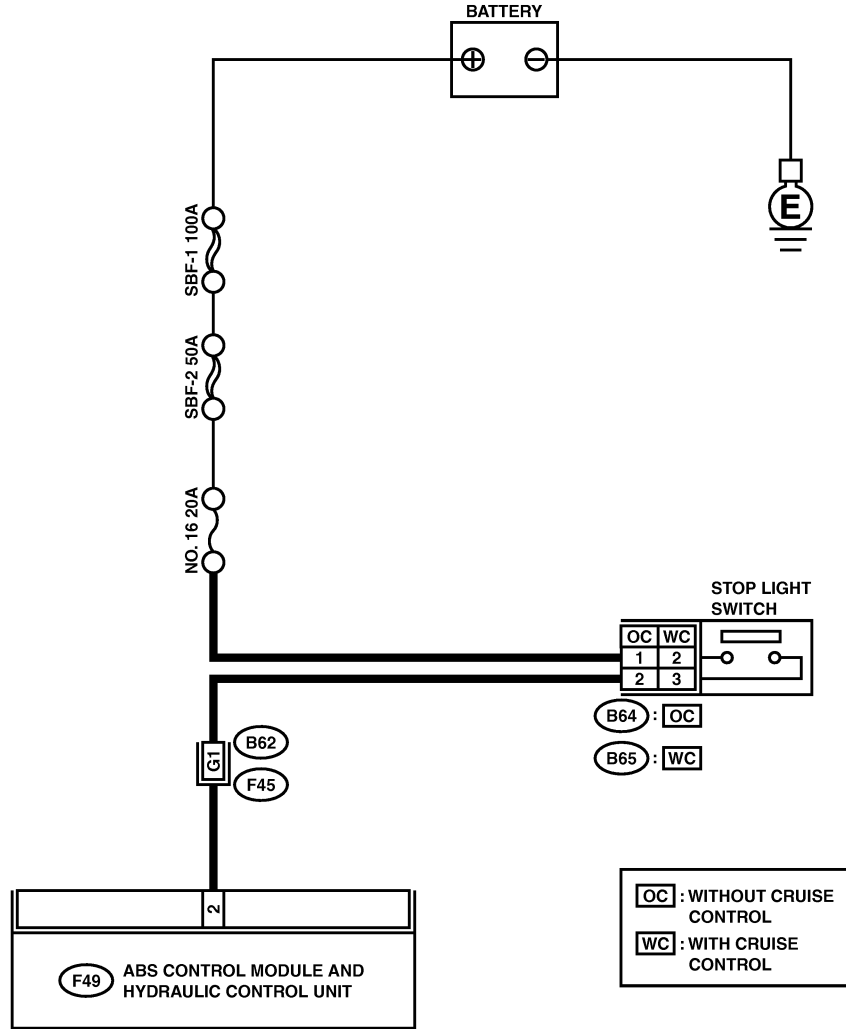 BATTERY
E
SBF-1 100A
SBF-2 50A
NO. 16 20A
STOP LIGHT
SWITCH
OC WC
1 2
2 3
B64 : OC
B65 : WC
B62
G1
F45
2
OC : WITHOUT CRUISE
CONTROL
WC : WITH CRUISE
CONTROL
F49 ABS CONTROL MODULE AND
HYDRAULIC CONTROL UNIT